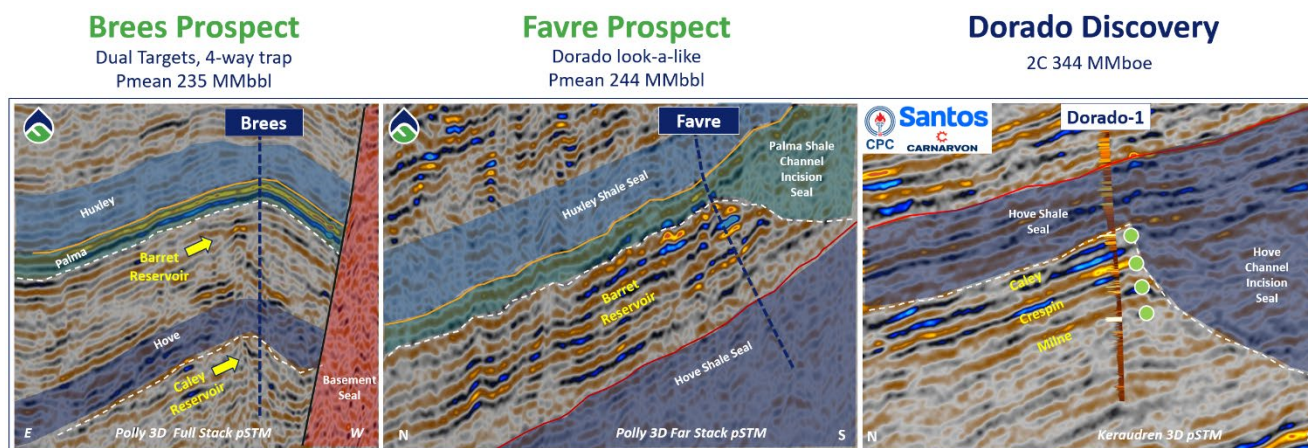 Brees Prospect
Dual Targets, 4-way trap
Pmean 235 MMbbl
Favre Prospect
Dorado look-a-like
Pmean 244 MMbbl
Dorado Discovery
2C 344 MMboe
Brees
Huxley
Palma
Barret
Reservoir
Hove
Caley
Reservoir
Basement
Seal
E
Polly 3D Full Stack pSTM
W
Favre
Palma Shale
Channel
Incision
Seal
Huxley Shale Seal
Barret
Reservoir
Hove Shale Seal
N
Polly 3D Far Stack pSTM
S
CPC
Santos
CARNARVON
Dorado-1
Hove Shale
Seal
Hove
Channel
Incision
Seal
Caley
Crespin
Milne
N
Keraudren 3D pSTM